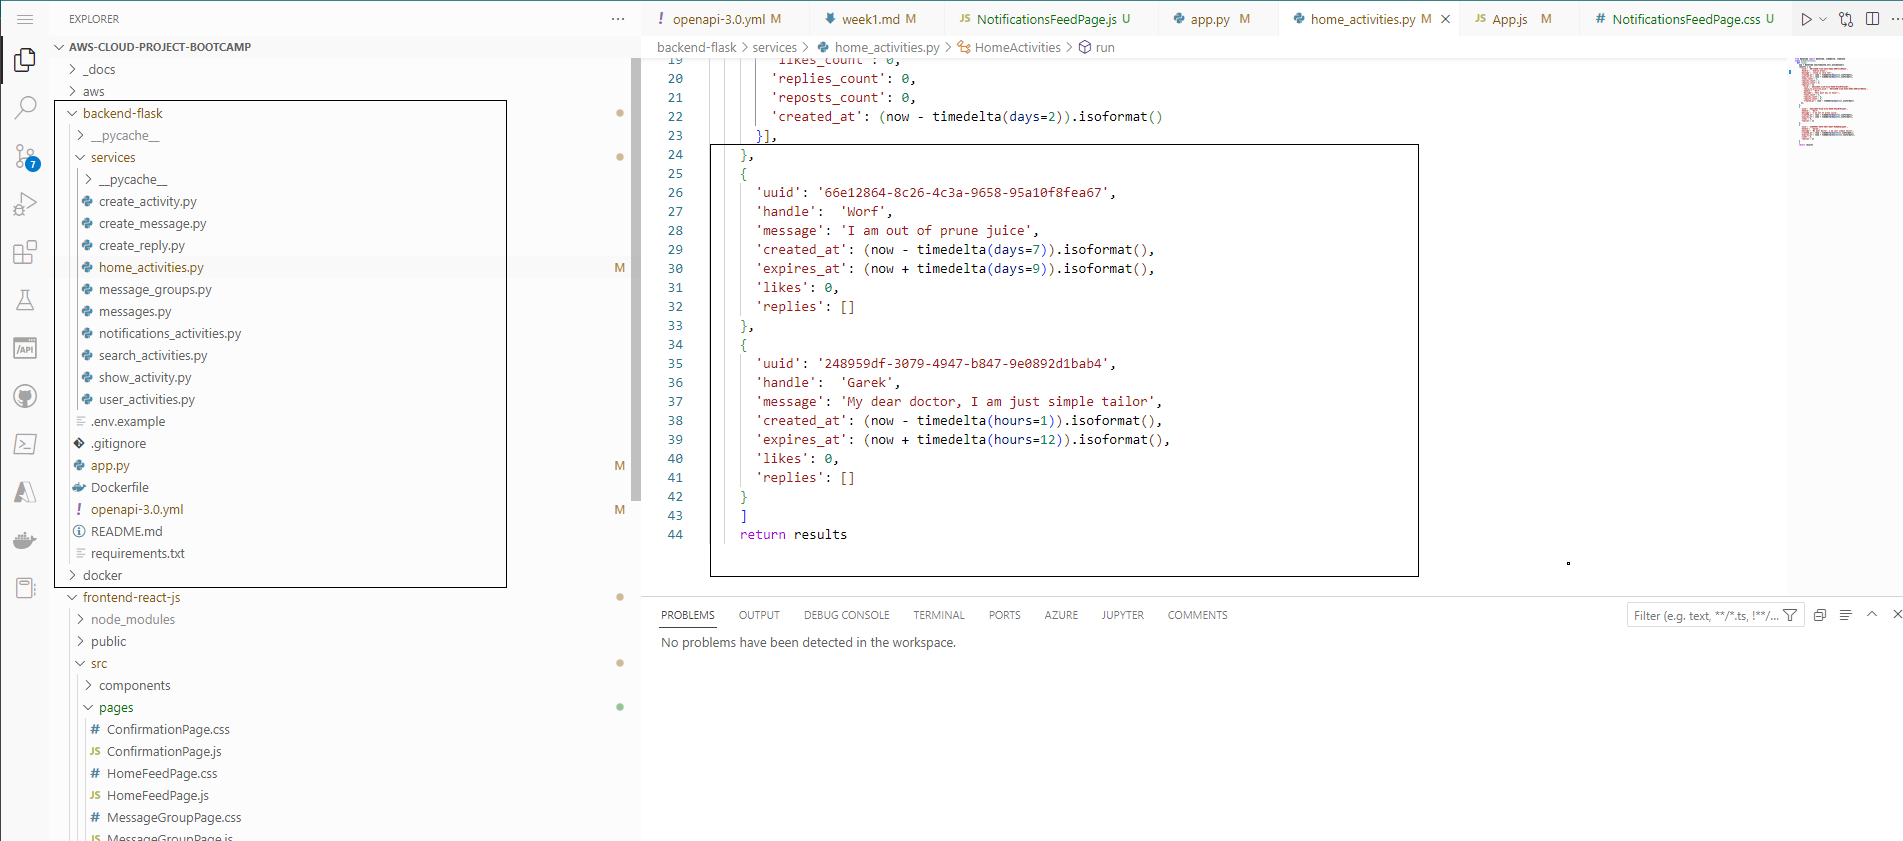 EXPLORER
AWS-CLOUD-PROJECT-BOOTCAMP
_docs
aws
backend-flask
__pycache__
services
__pycache__
create_activity.py
create_message.py
create_reply.py
home_activities.py M
message_groups.py
messages.py
notifications_activities.py
search_activities.py
show_activity.py
user_activities.py
.env.example
.gitignore
app.py M
Dockerfile
openapi-3.0.yml M
README.md
requirements.txt
docker
frontend-react-js
node_modules
public
src
components
pages
ConfirmationPage.css
ConfirmationPage.js
HomeFeedPage.css
HomeFeedPage.js
MessageGroupPage.css
MessageGroupPage.js
7
openapi-3.0.yml M week1.md M NotificationsFeedPage.js U app.py M home_activities.py M App.js M NotificationsFeedPage.css U
backend-flask > services > home_activities.py > HomeActivities > run
19 'likes_count': 0,
20 'replies_count': 0,
21 'reposts_count': 0,
22 'created_at': (now - timedelta(days=2)).isoformat()
23 }],
24 },
25 {
26 'uuid': '66e12864-8c26-4c3a-9658-95a10f8fea67',
27 'handle':  'Worf',
28 'message': 'I am out of prune juice',
29 'created_at': (now - timedelta(days=7)).isoformat(),
30 'expires_at': (now + timedelta(days=9)).isoformat(),
31 'likes': 0,
32 'replies': []
33 },
34 {
35 'uuid': '248959df-3079-4947-b847-9e0892d1bab4',
36 'handle':  'Garek',
37 'message': 'My dear doctor, I am just simple tailor',
38 'created_at': (now - timedelta(hours=1)).isoformat(),
39 'expires_at': (now + timedelta(hours=12)).isoformat(),
40 'likes': 0,
41 'replies': []
42 }
43 ]
44 return results
PROBLEMS OUTPUT DEBUG CONSOLE TERMINAL PORTS AZURE JUPYTER COMMENTS
Filter (e.g. text, **/*.ts, !**/...
No problems have been detected in the workspace.
/API